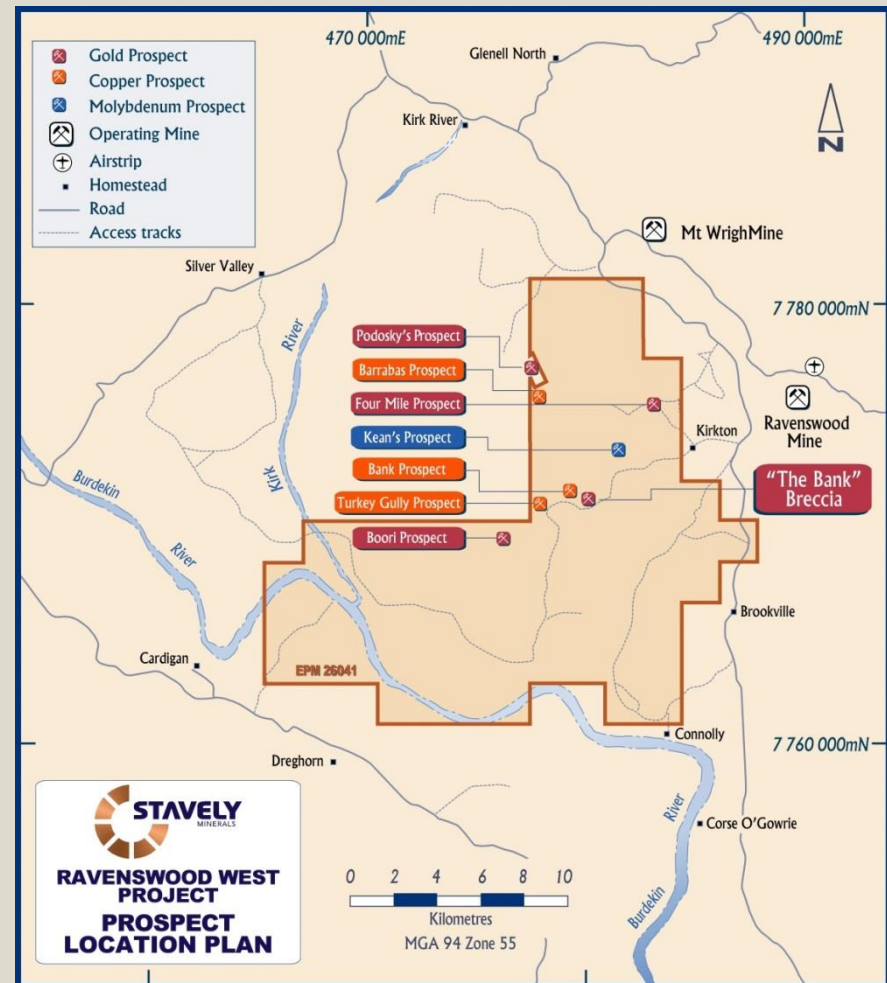 Gold Prospect
Copper Prospect
Molybdenum Prospect
Operating Mine
Airstrip
Homestead
Road
Access tracks
470 000mE
490 000mE
Glenell North
Kirk River
N
Mt WrighMine
Silver Valley
7 780 000mN
River
Kirk
Podosky's Prospect
Barrabas Prospect
Four Mile Prospect
Kean's Prospect
Bank Prospect
Turkey Gully Prospect
Boori Prospect
Kirkton
Ravenswood
Mine
"The Bank"
Breccia
Burdekin
River
Brookville
Cardigan
EPM 26041
Connolly
7 760 000mN
Dreghorn
River
Corse O'Gowrie
Burdekin
STAVELY
MINERALS
RAVENSWOOD WEST
PROJECT
PROSPECT
LOCATION PLAN
0 2 4 6 8 10
Kilometres
MGA 94 Zone 55